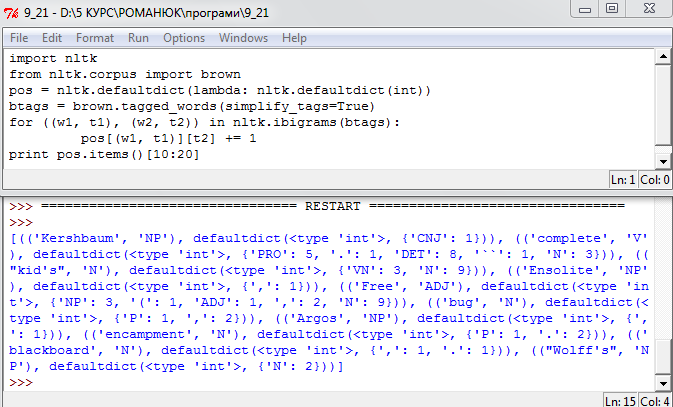 9_21 - D:\5 КУРС\РОМАНЮК\програми\9_21
File Edit Format Run Options Windows Help
import nltk
from nltk.corpus import brown
pos = nltk.defaultdict(lambda: nltk.defaultdict(int))
btags = brown.tagged_words(simplify_tags=True)
for ((w1, t1), (w2, t2)) in nltk.ibigrams(btags):
        pos[(w1, t1)][t2] += 1
print pos.items()[10:20]
Ln: 1 Col: 0
>>> ================================ RESTART ================================
>>>
[(('Kershbaum', 'NP'), defaultdict(<type 'int'>, {'CNJ': 1})), (('complete', 'V'
), defaultdict(<type 'int'>, {'PRO': 5, '.': 1, 'DET': 8, '``': 1, 'N': 3})), ((
"kid's", 'N'), defaultdict(<type 'int'>, {'VN': 3, 'N': 9})), (('Ensolite', 'NP'
), defaultdict(<type 'int'>, {',': 1})), (('Free', 'ADJ'), defaultdict(<type 'in
t'>, {'NP': 3, '(': 1, 'ADJ': 1, ',': 2, 'N': 9})), (('bug', 'N'), defaultdict(<
type 'int'>, {'P': 1, ',': 2})), (('Argos', 'NP'), defaultdict(<type 'int'>, {',
': 1})), (('encampment', 'N'), defaultdict(<type 'int'>, {'P': 1, '.': 2})), (('
blackboard', 'N'), defaultdict(<type 'int'>, {',': 1, '.': 1})), (("Wolff's", 'N
P'), defaultdict(<type 'int'>, {'N': 2}))]
>>>
Ln: 15 Col: 4